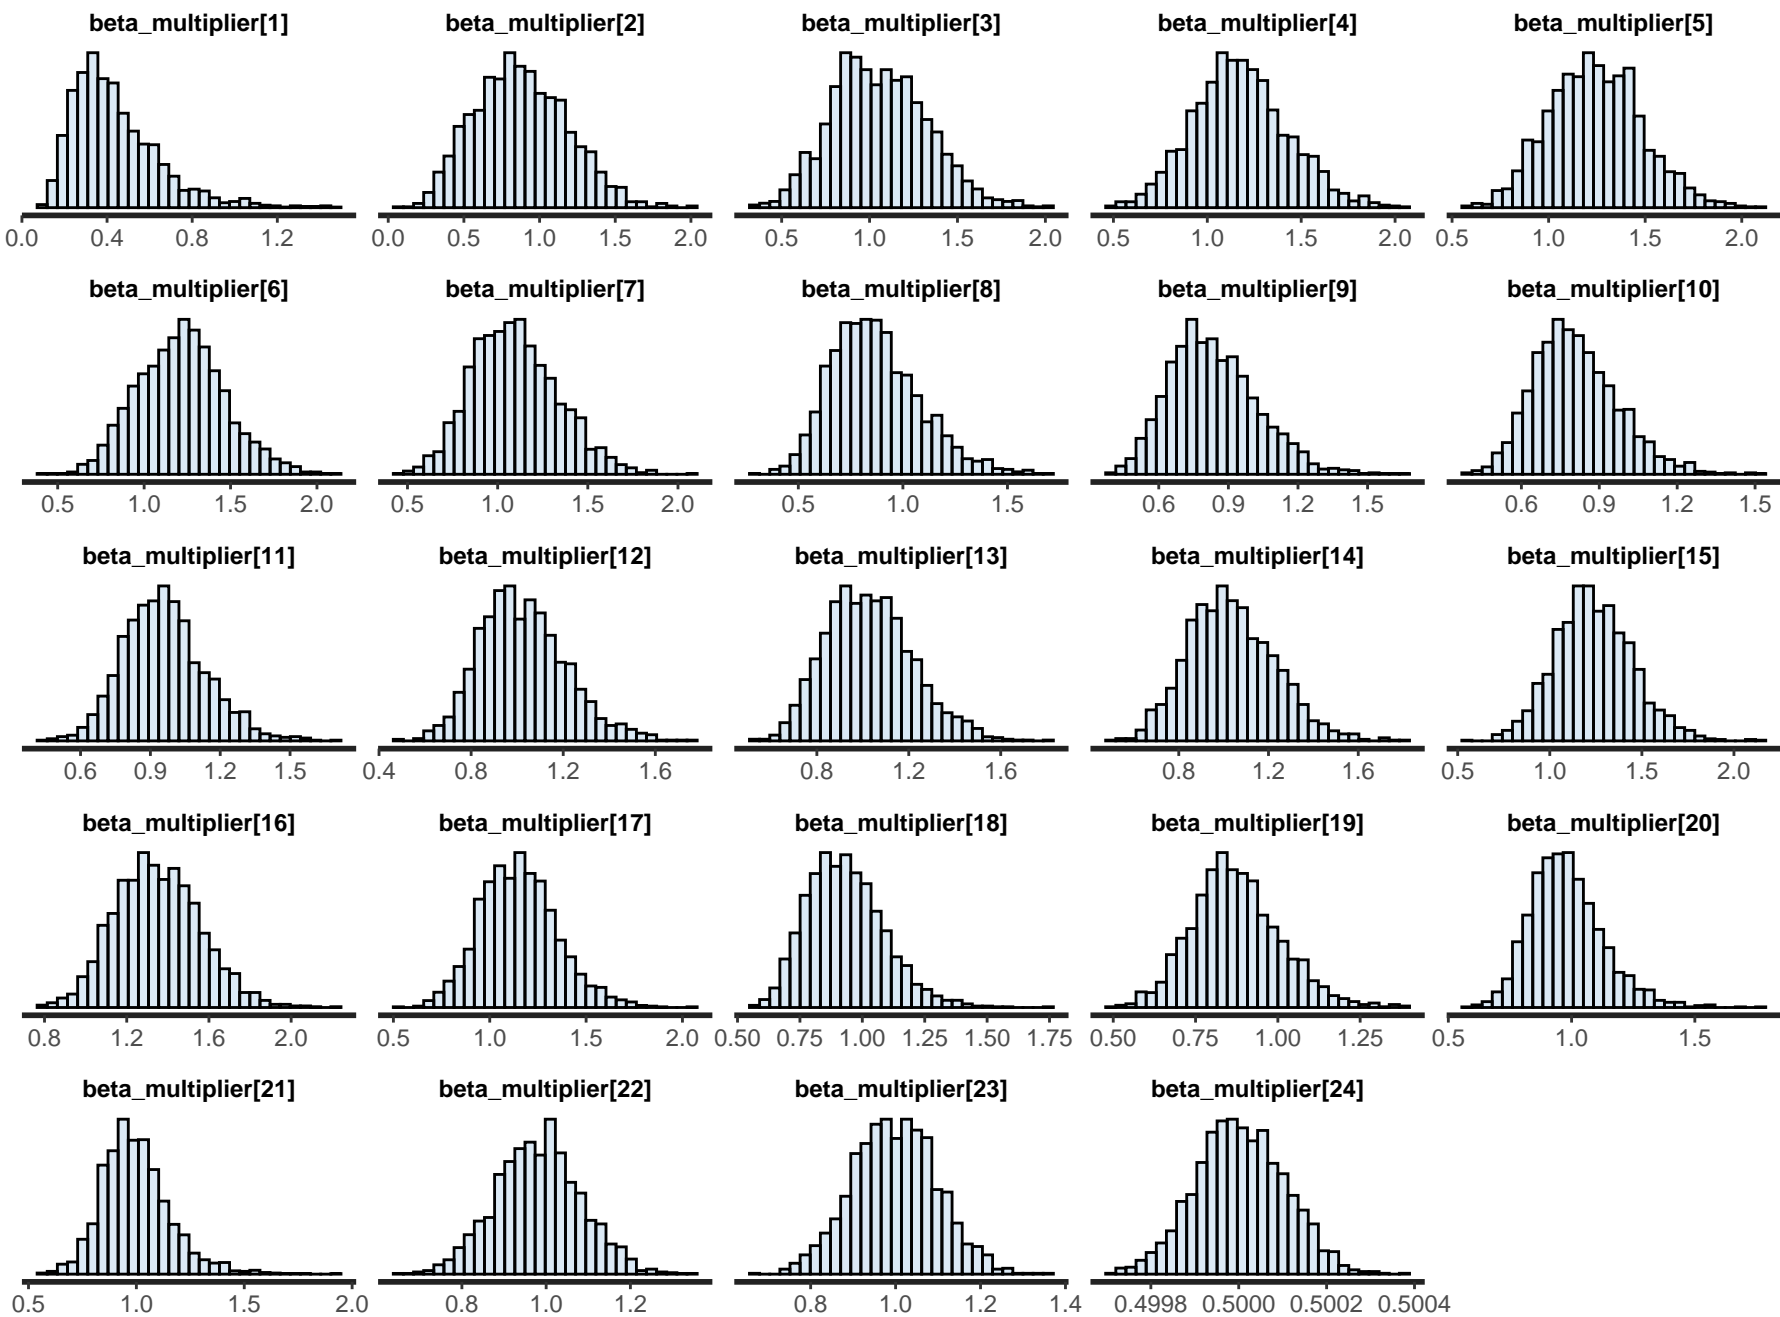 beta_multiplier[1] beta_multiplier[2] beta_multiplier[3] beta_multiplier[4] beta_multiplier[5]
0.0 0.4 0.8 1.2 0.0 0.5 1.0 1.5 2.0 0.5 1.0 1.5 2.0 0.5 1.0 1.5 2.0 0.5 1.0 1.5 2.0
beta_multiplier[6] beta_multiplier[7] beta_multiplier[8] beta_multiplier[9] beta_multiplier[10]
0.5 1.0 1.5 2.0 0.5 1.0 1.5 2.0 0.5 1.0 1.5 0.6 0.9 1.2 1.5 0.6 0.9 1.2 1.5
beta_multiplier[11] beta_multiplier[12] beta_multiplier[13] beta_multiplier[14] beta_multiplier[15]
0.6 0.9 1.2 1.5 0.4 0.8 1.2 1.6 0.8 1.2 1.6 0.8 1.2 1.6 0.5 1.0 1.5 2.0
beta_multiplier[16] beta_multiplier[17] beta_multiplier[18] beta_multiplier[19] beta_multiplier[20]
0.8 1.2 1.6 2.0 0.5 1.0 1.5 2.0 0.50 0.75 1.00 1.25 1.50 1.75 0.50 0.75 1.00 1.25 0.5 1.0 1.5
beta_multiplier[21] beta_multiplier[22] beta_multiplier[23] beta_multiplier[24]
0.5 1.0 1.5 2.0 0.8 1.0 1.2 0.8 1.0 1.2 1.4 0.4998 0.5000 0.5002 0.5004